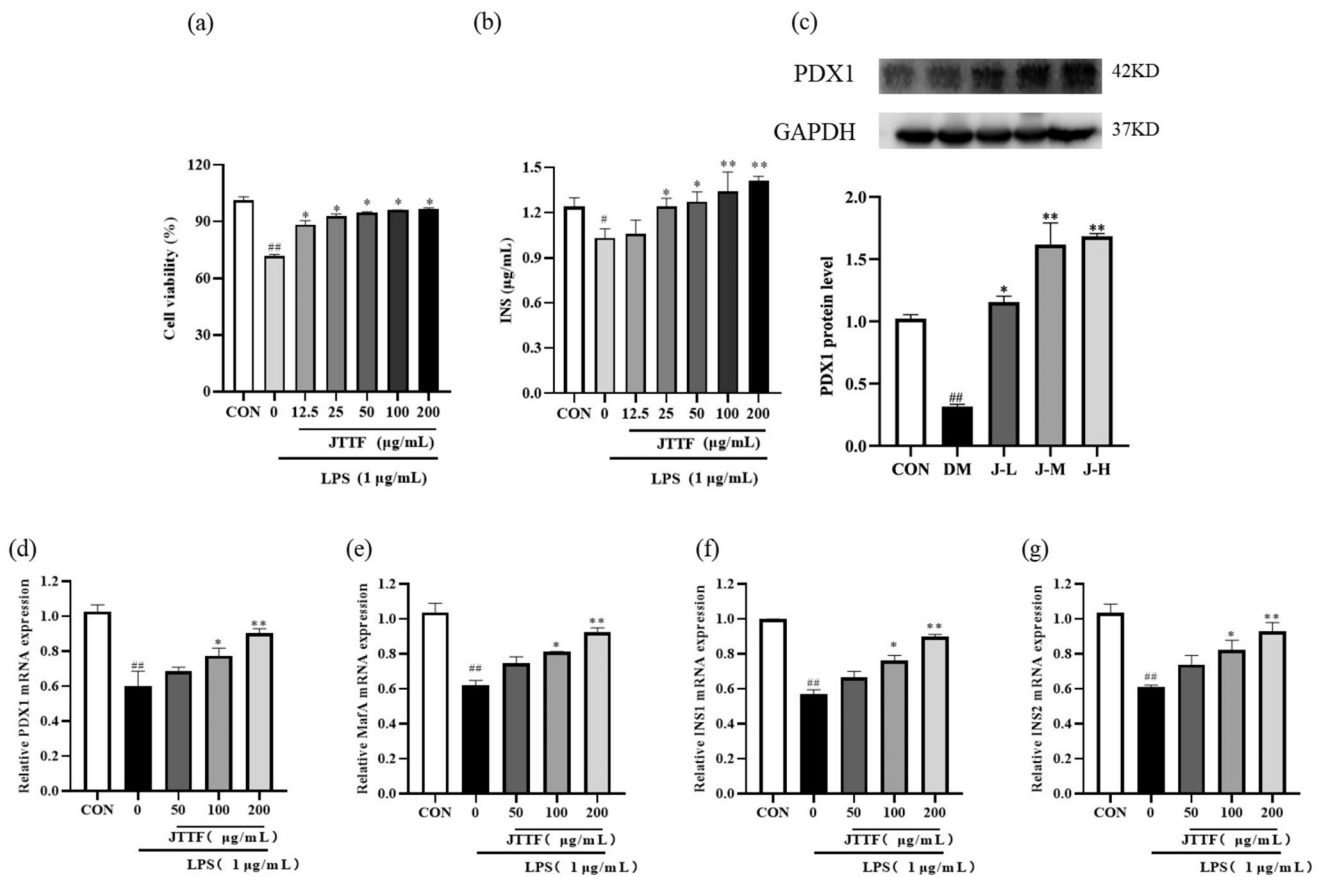 (a)
Cell viability (%)
120
90
60
30
0
##
*
*
*
*
*
CON 0 12.5 25 50 100 200
JTTF (μg/mL)
LPS (1 μg/mL)
(b)
INS (μg/mL)
1.5
1.2
0.9
0.6
0.3
0.0
#
*
*
**
**
CON 0 12.5 25 50 100 200
JTTF (μg/mL)
LPS (1 μg/mL)
(c)
PDX1 42KD
GAPDH 37KD
PDX1 protein level
2.0
1.5
1.0
0.5
0.0
##
*
**
**
CON DM J-L J-M J-H
(d)
Relative PDX1 mRNA expression
1.2
1.0
0.8
0.6
0.4
0.2
0.0
##
*
**
CON 0 50 100 200
JTTF( μg/mL)
LPS( 1 μg/mL)
(e)
Relative MafA mRNA expression
1.2
1.0
0.8
0.6
0.4
0.2
0.0
##
*
**
CON 0 50 100 200
JTTF( μg/mL)
LPS( 1 μg/mL)
(f)
Relative INS1 mRNA expression
1.2
1.0
0.8
0.6
0.4
0.2
0.0
##
*
**
CON 0 50 100 200
JTTF( μg/mL)
LPS( 1 μg/mL)
(g)
Relative INS2 mRNA expression
1.2
1.0
0.8
0.6
0.4
0.2
0.0
##
*
**
CON 0 50 100 200
JTTF( μg/mL)
LPS( 1 μg/mL)